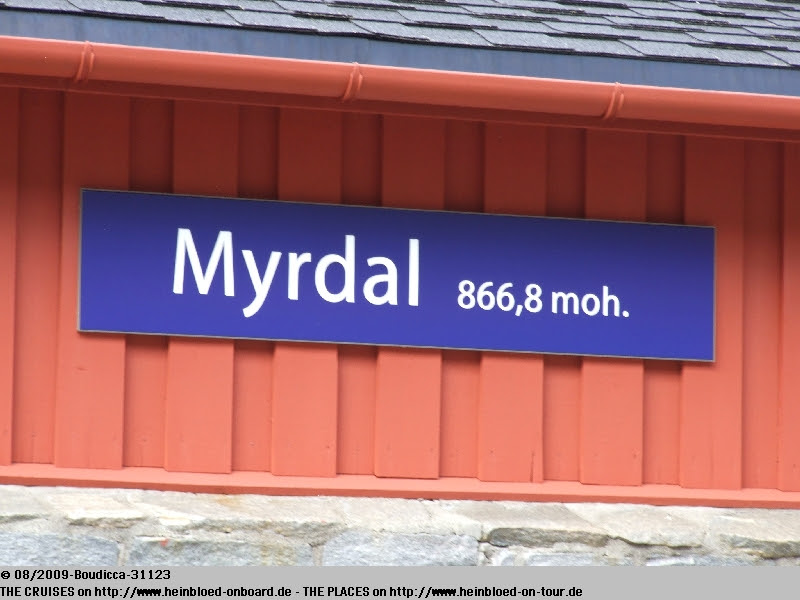 Myrdal 866,8 moh.
© 08/2009-Boudicca-31123
THE CRUISES on http://www.heinbloed-onboard.de - THE PLACES on http://www.heinbloed-on-tour.de